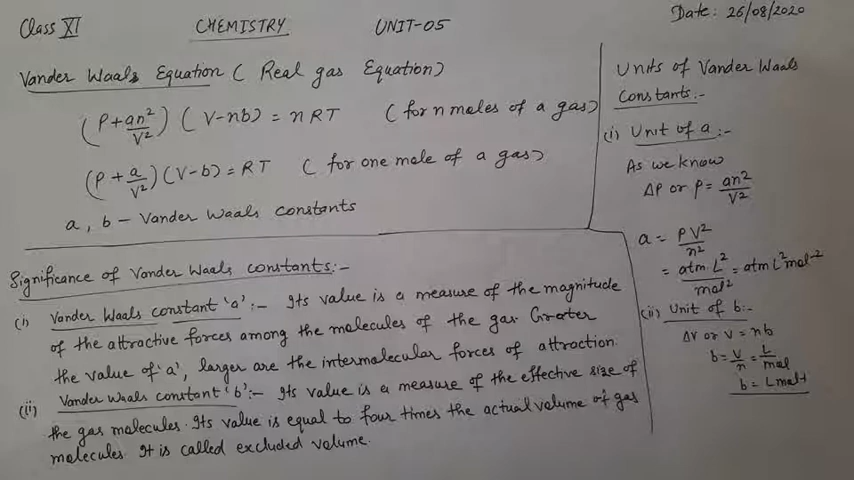 Class XI CHEMISTRY UNIT-05 Date: 26/08/2020
Vander Waals Equation ( Real gas Equation)
(P+an²/V²) (V-nb) = nRT ( for n moles of a gas)
(P+a/V²)(V-b) = RT ( for one mole of a gas)
a, b - Vander Waals constants
Significance of Vander Waals constants:-
(i) Vander Waals constant 'a':- Its value is a measure of the magnitude
of the attractive forces among the molecules of the gas. Greater
the value of 'a', larger are the intermolecular forces of attraction.
(ii) Vander Waals constant 'b':- Its value is a measure of the effective size of
the gas molecules. Its value is equal to four times the actual volume of gas
molecules. It is called excluded volume.
Units of Vander Waals
Constants:-
(i) Unit of a:-
As we know
ΔP or P = an²/V²
a = PV²/n²
= atm L²/mol² = atm L² mol⁻²
(ii) Unit of b:-
ΔV or V = nb
b = V/n = L/mol
b = L mol-1